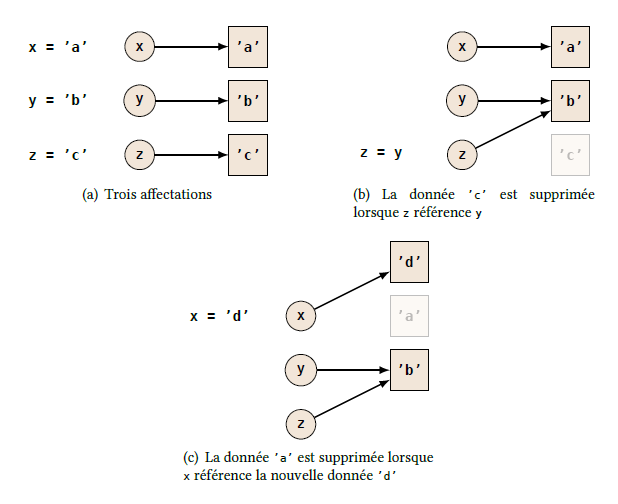 x = ’a’ x ’a’
y = ’b’ y ’b’
z = ’c’ z ’c’
(a) Trois affectations
x ’a’
y ’b’
z = y z ’c’
(b) La donnée ’c’ est supprimée
lorsque z référence y
’d’
x = ’d’ x ’a’
y ’b’
z
(c) La donnée ’a’ est supprimée lorsque
x référence la nouvelle donnée ’d’